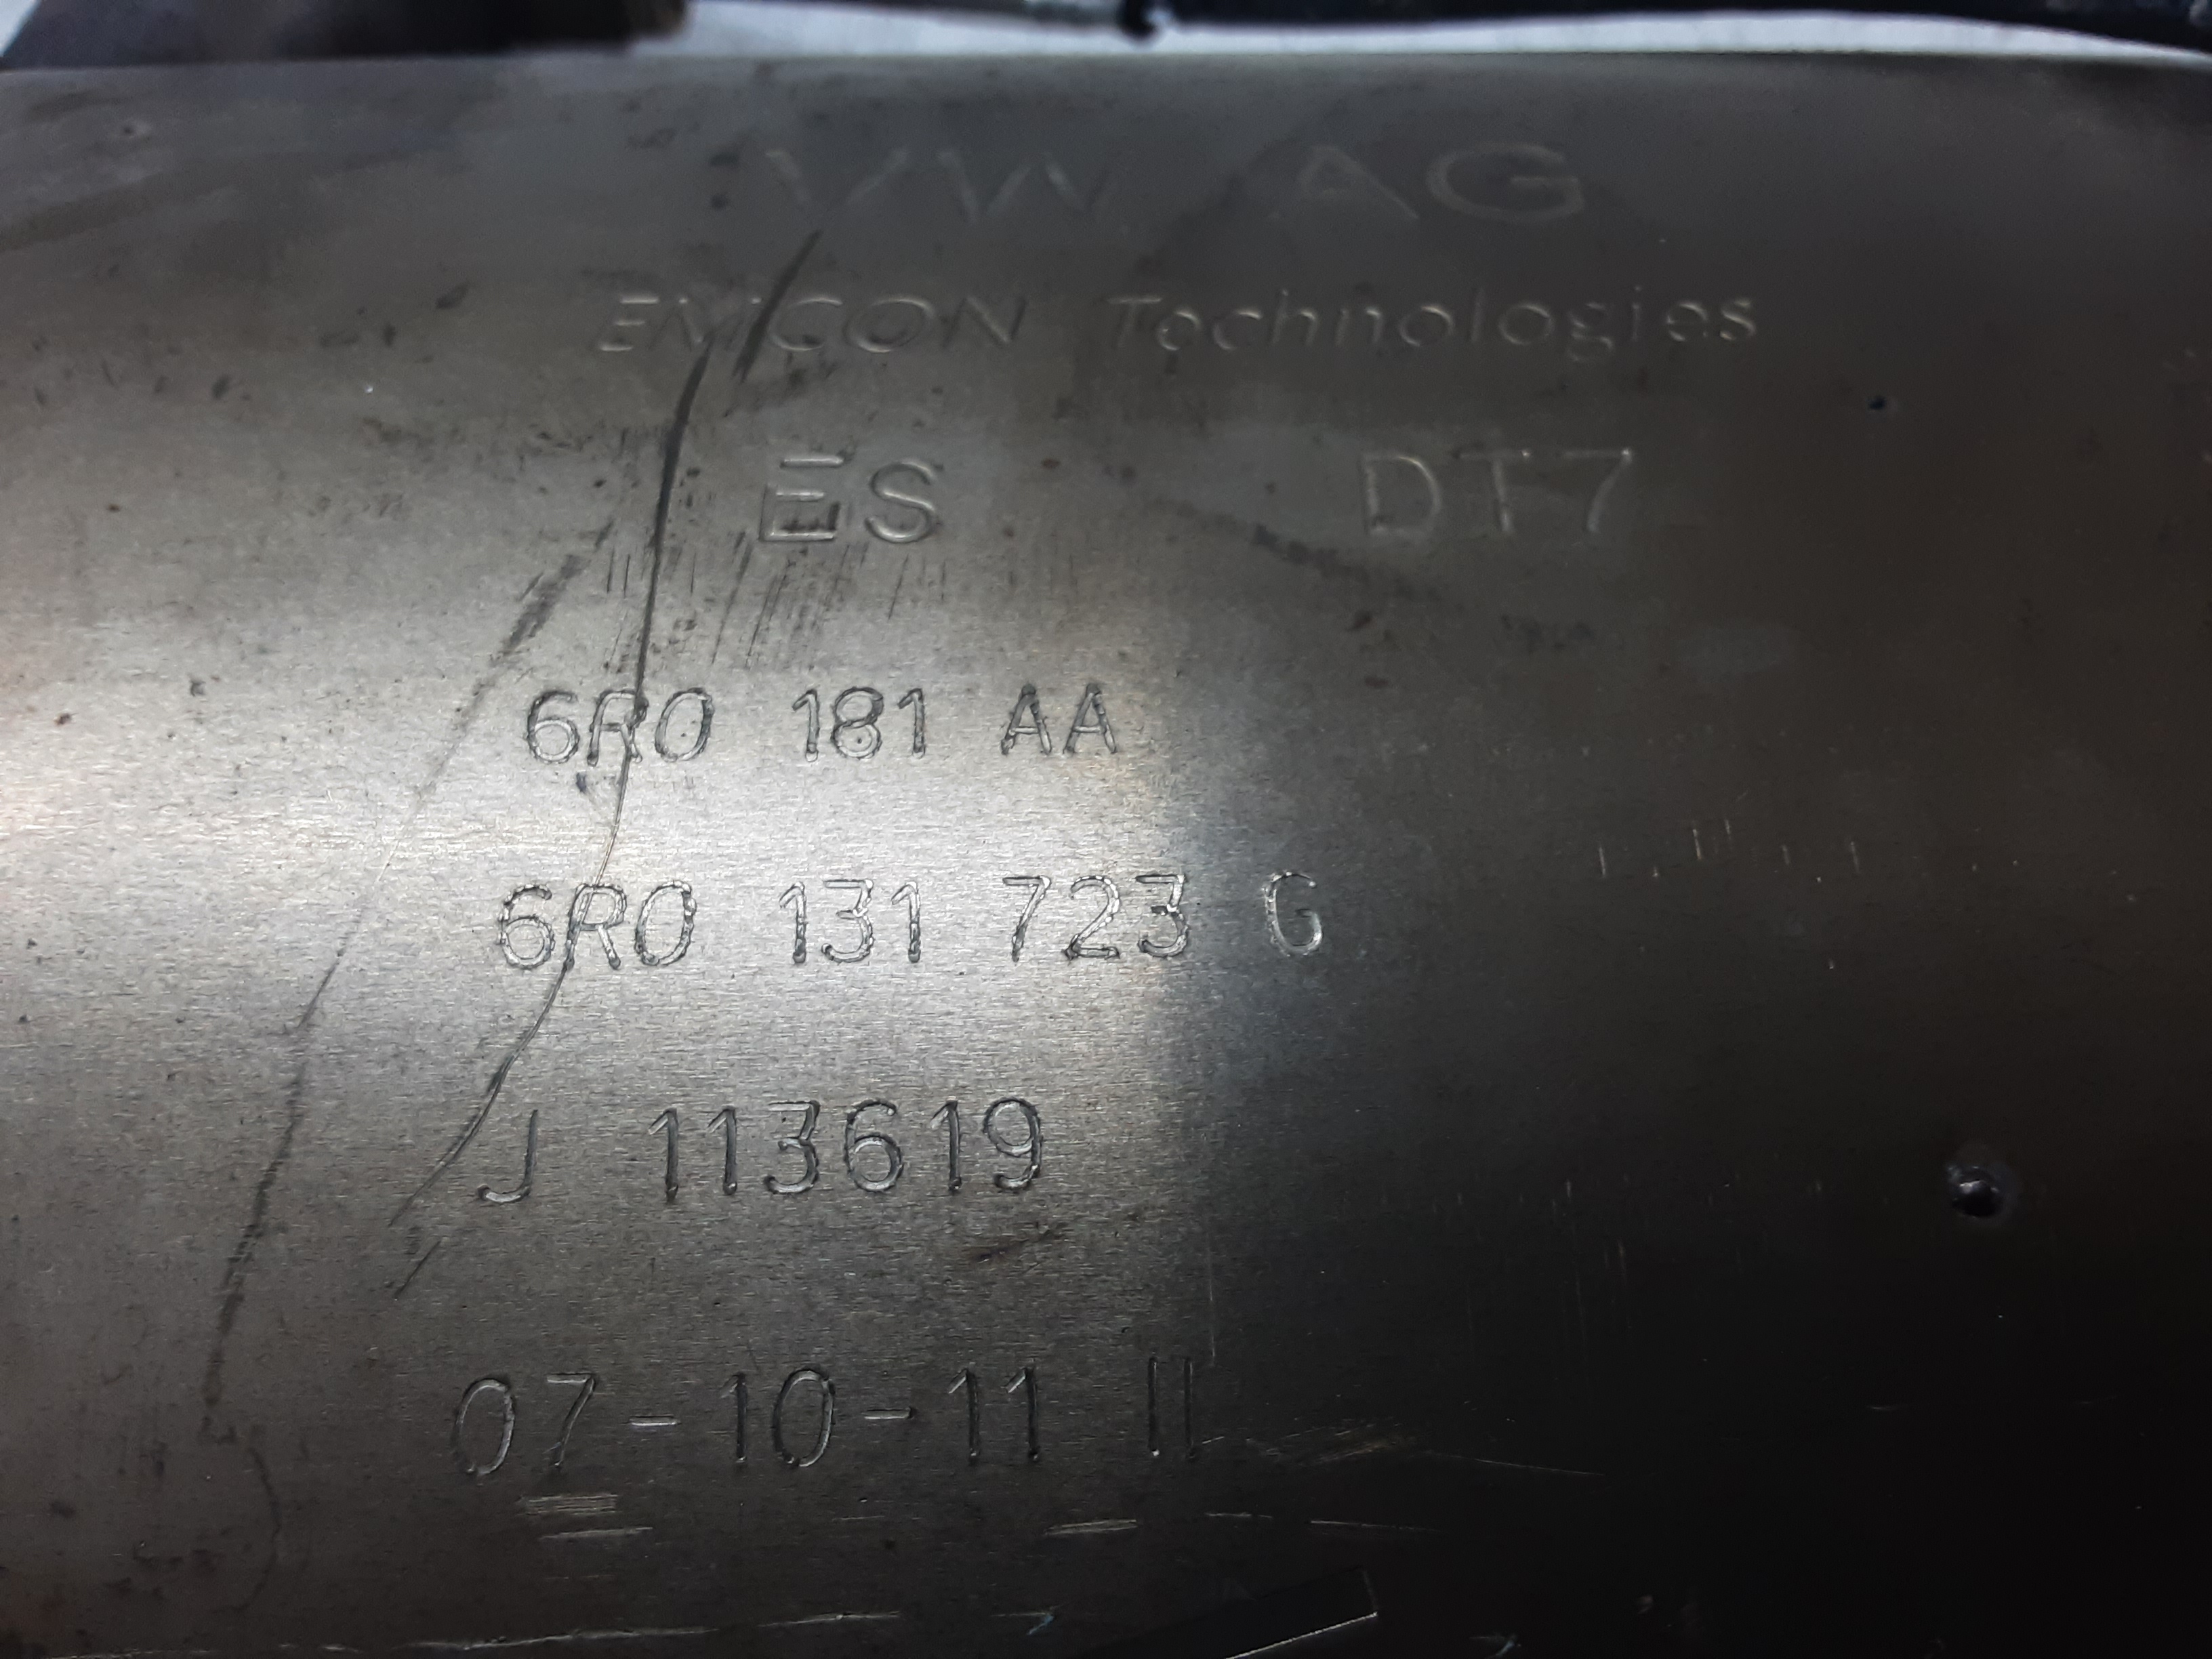 VW AG
EMCON Technologies
ES DT7
6R0 181 AA
6R0 131 723 G
J 113619
07-10-11 II